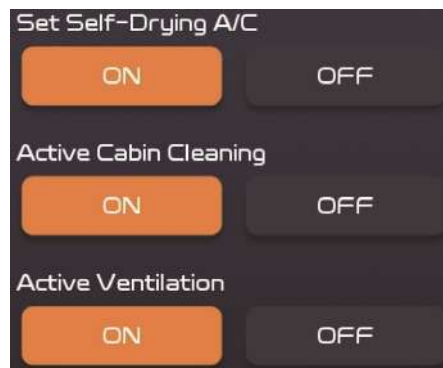 Set Self-Drying A/C
ON OFF
Active Cabin Cleaning
ON OFF
Active Ventilation
ON OFF